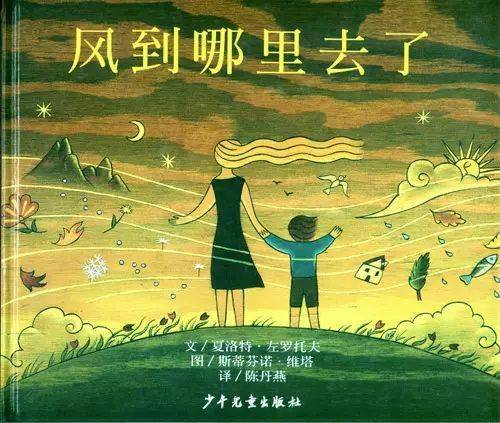 风到哪里去了
文/夏洛特·左罗托夫
图/斯蒂芬诺·维塔
译/陈丹燕
少年儿童出版社